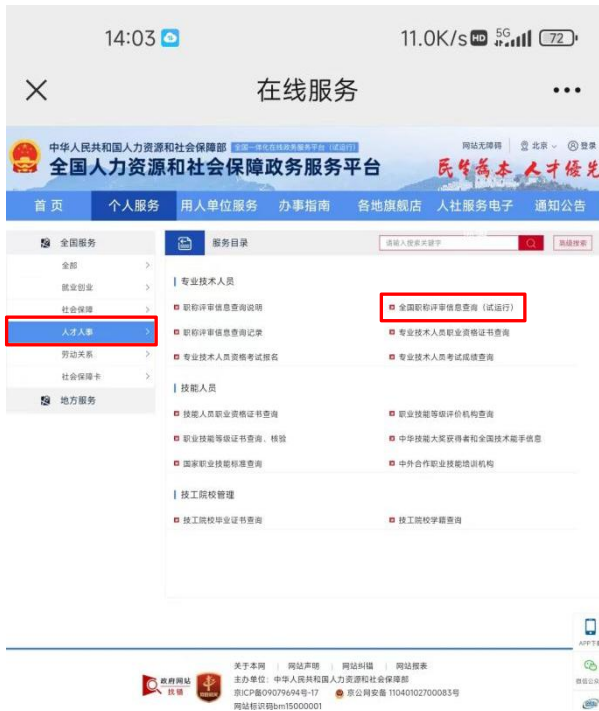 14:03 11.0K/s HD 5G 72
在线服务
中华人民共和国人力资源和社会保障部 全国一体化在线政务服务平台（试运行）
网站无障碍 北京 登录
全国人力资源和社会保障政务服务平台
民生为本 人才优先
首页 个人服务 用人单位服务 办事指南 各地旗舰店 人社服务电子 通知公告
全国服务 服务目录 请输入搜索关键字 高级搜索
全部
就业创业
社会保障
人才人事
劳动关系
社会保障卡
地方服务
专业技术人员
职称评审信息查询说明 全国职称评审信息查询（试运行）
职称评审信息查询记录 专业技术人员职业资格证书查询
专业技术人员资格考试报名 专业技术人员考试成绩查询
技能人员
技能人员职业资格证书查询 职业技能等级评价机构查询
职业技能等级证书查询、核验 中华技能大奖获得者和全国技术能手信息
国家职业技能标准查询 中外合作职业技能培训机构
技工院校管理
技工院校毕业证书查询 技工院校学籍查询
APP下载
微信公众
政府网站
找错
关于本网 | 网站声明 | 网站纠错 | 网站报表
主办单位：中华人民共和国人力资源和社会保障部
京ICP备09079694号-17 京公网安备 11040102700083号
网站标识码bm15000001